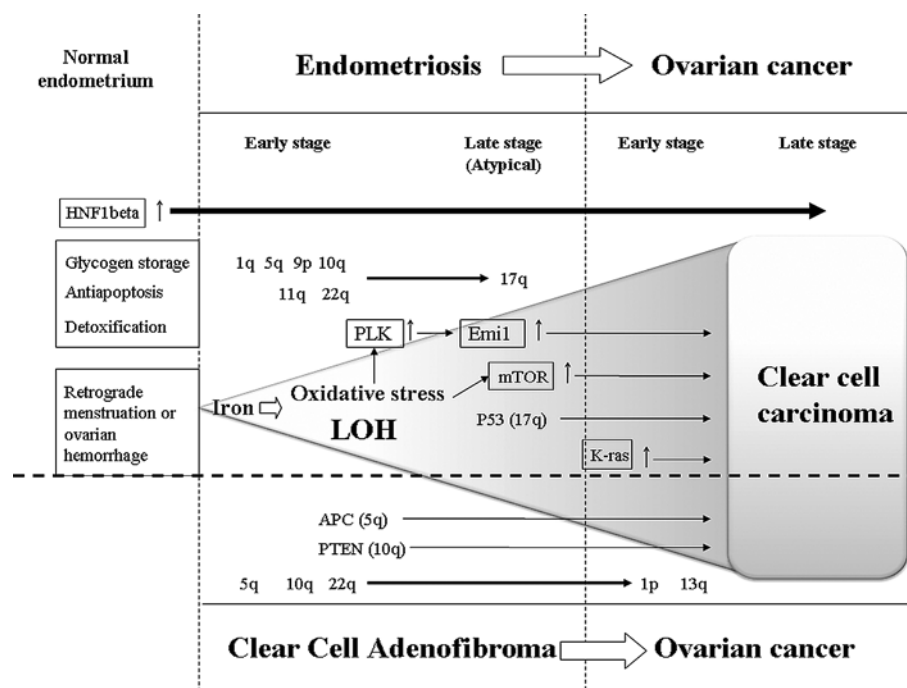 Normal
endometrium
Endometriosis
Ovarian cancer
Early stage
Late stage
(Atypical)
Early stage
Late stage
HNF1beta ↑
Glycogen storage
Antiapoptosis
Detoxification
1q 5q 9p 10q
11q 22q
17q
PLK ↑
Emi1 ↑
Retrograde
menstruation or
ovarian
hemorrhage
Iron
Oxidative stress
LOH
mTOR ↑
P53 (17q)
K-ras ↑
Clear cell
carcinoma
APC (5q)
PTEN (10q)
5q 10q 22q
1p 13q
Clear Cell Adenofibroma
Ovarian cancer